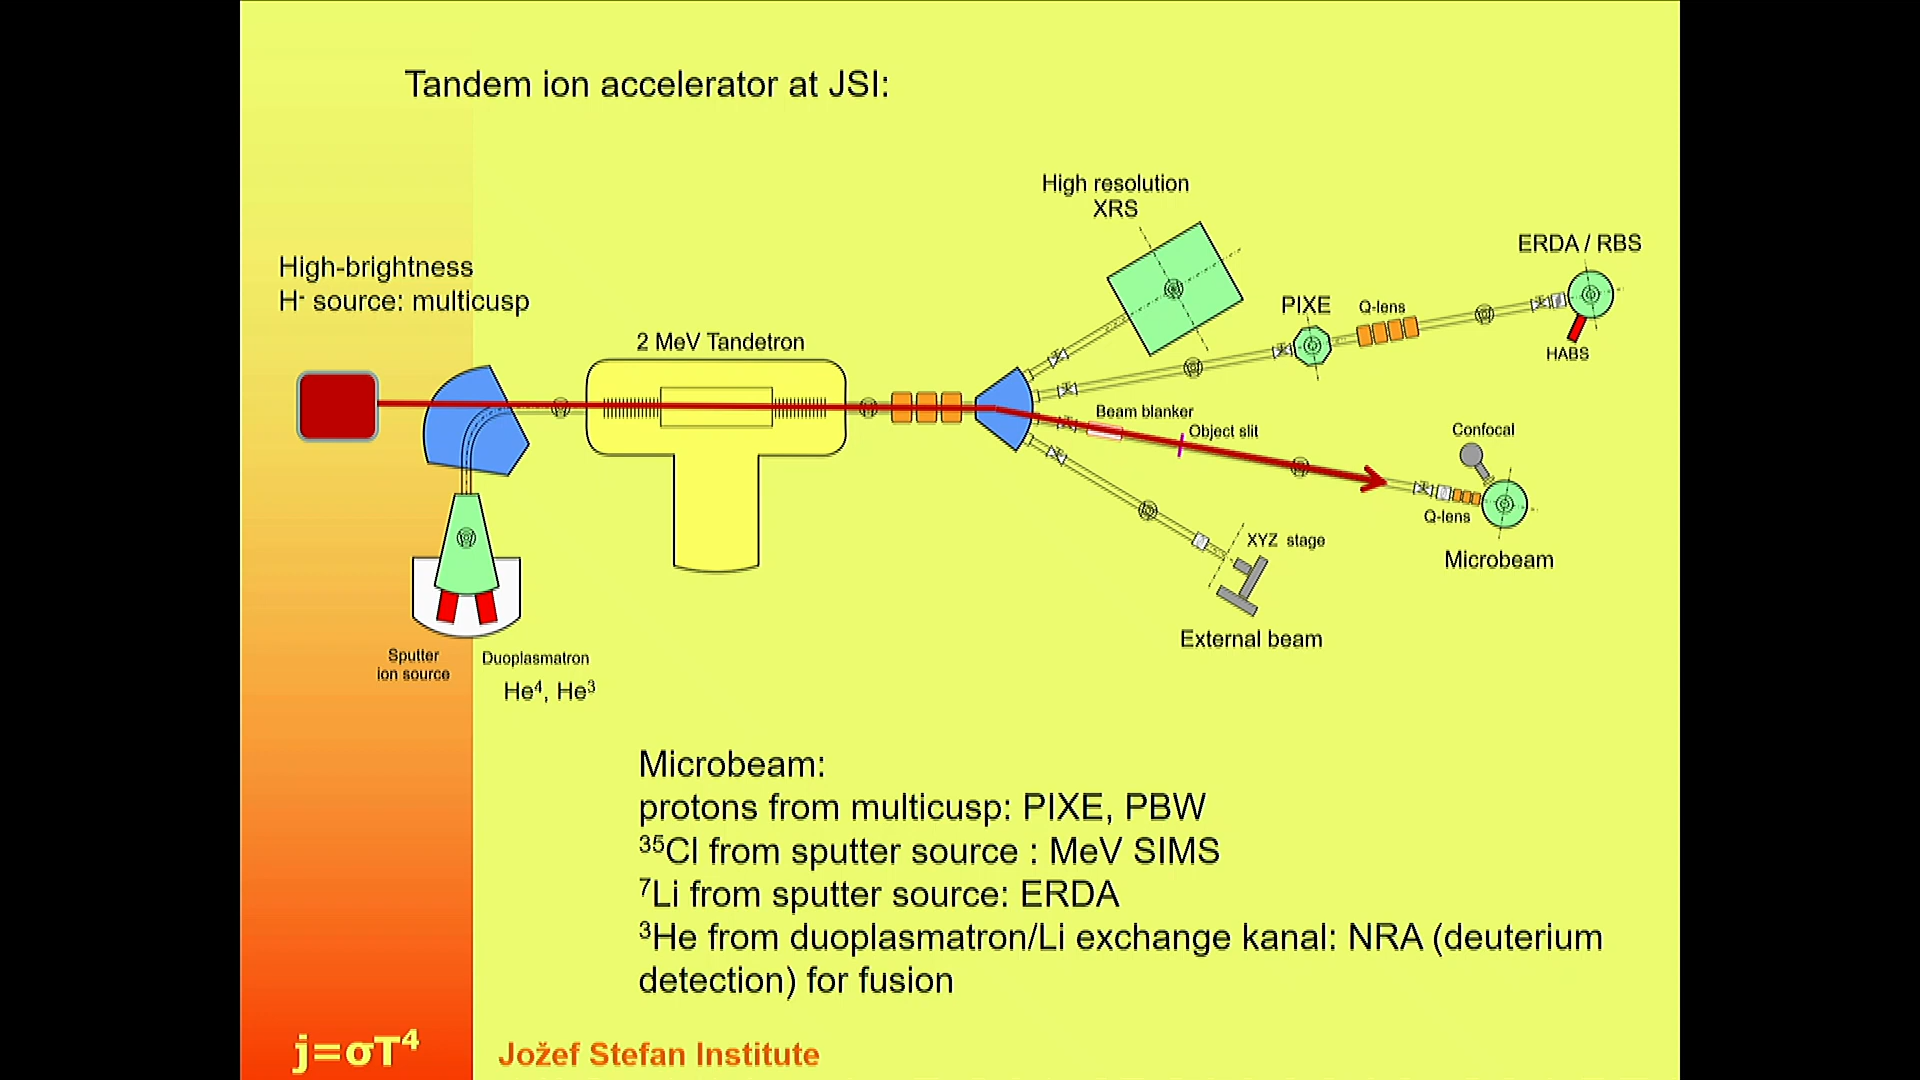 Tandem ion accelerator at JSI:
High resolution
XRS
ERDA / RBS
High-brightness
H⁻ source: multicusp
PIXE
Q-lens
2 MeV Tandetron
HABS
Beam blanker
Object slit
Confocal
Q-lens
XYZ stage
Microbeam
External beam
Sputter
ion source
Duoplasmatron
He⁴, He³
Microbeam:
protons from multicusp: PIXE, PBW
³⁵Cl from sputter source : MeV SIMS
⁷Li from sputter source: ERDA
³He from duoplasmatron/Li exchange kanal: NRA (deuterium
detection) for fusion
j=σT⁴
Jožef Stefan Institute